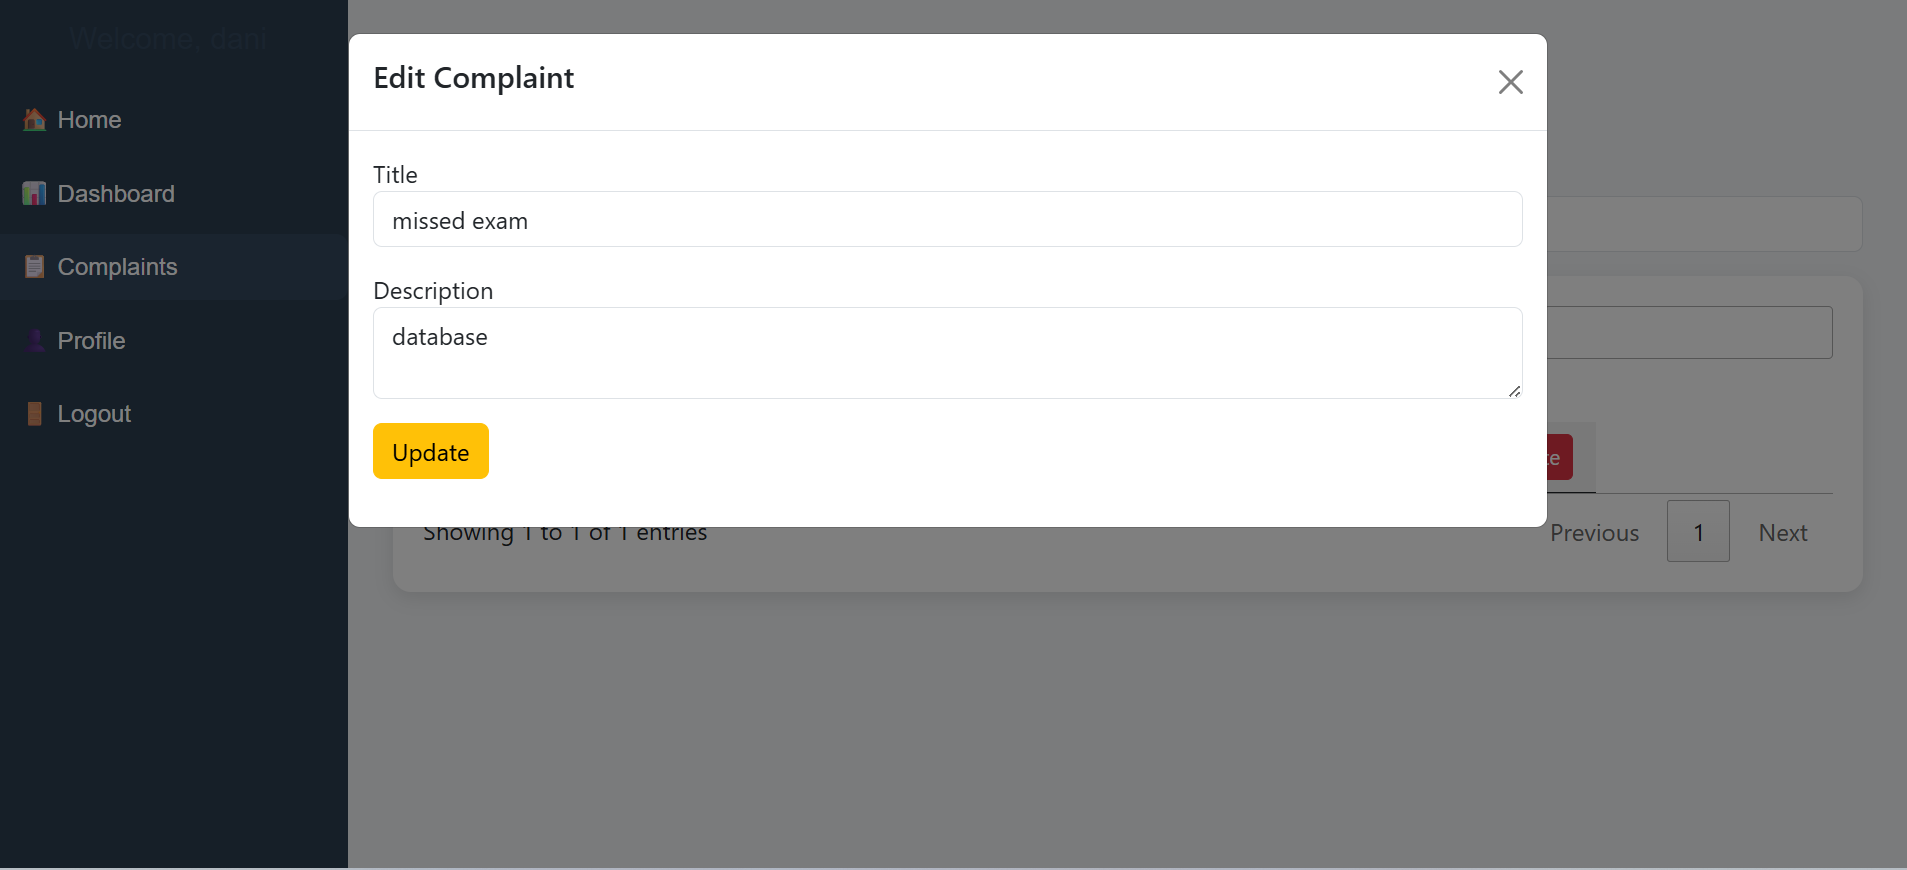 Welcome, dani
Home
Dashboard
Complaints
Profile
Logout
Edit Complaint
Title
missed exam
Description
database
Update
Showing 1 to 1 of 1 entries
Previous
1
Next